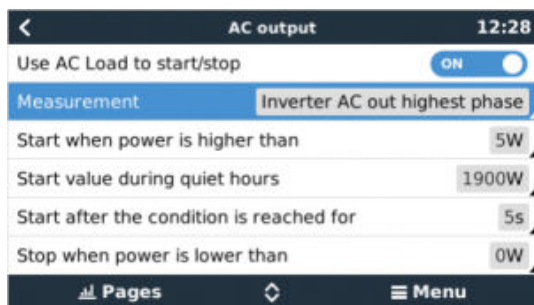 AC output 12:28
Use AC Load to start/stop ON
Measurement Inverter AC out highest phase
Start when power is higher than 5W
Start value during quiet hours 1900W
Start after the condition is reached for 5s
Stop when power is lower than 0W
Pages Menu